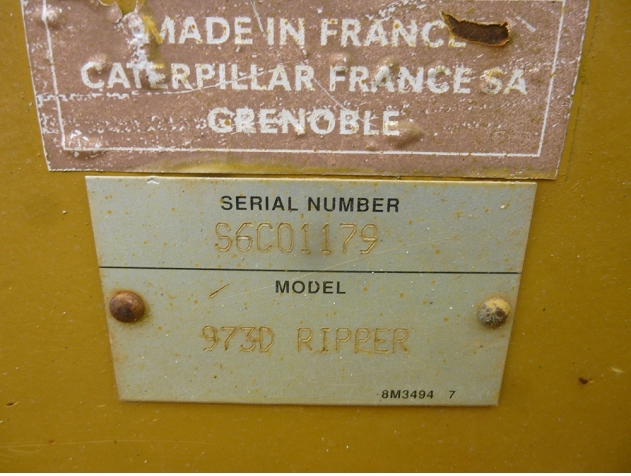 MADE IN FRANCE
CATERPILLAR FRANCE SA
GRENOBLE
SERIAL NUMBER
S6C01179
MODEL
973D RIPPER
8M3494 7